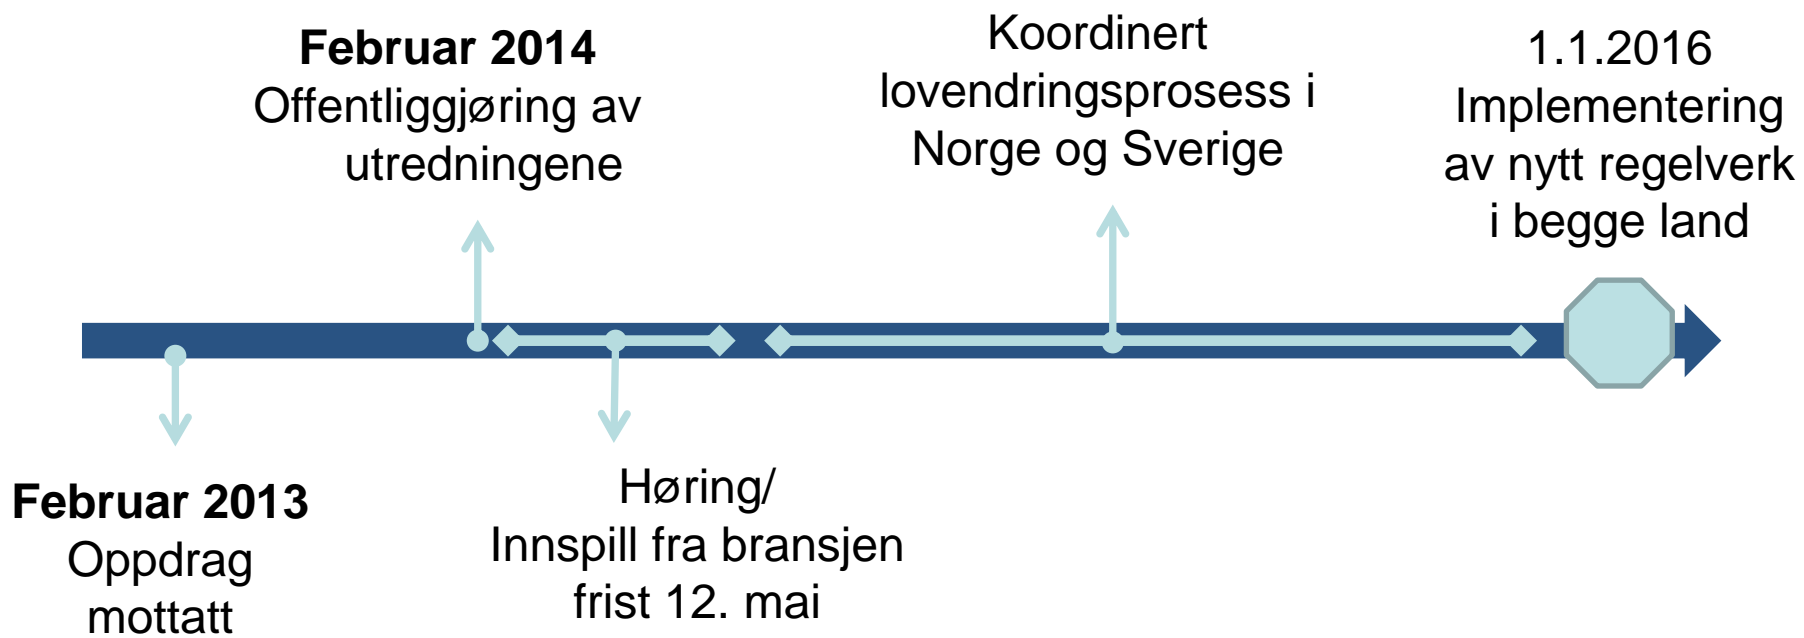 Februar 2014
Offentliggjøring av
utredningene
Koordinert
lovendringsprosess i
Norge og Sverige
1.1.2016
Implementering
av nytt regelverk
i begge land
Februar 2013
Oppdrag
mottatt
Høring/
Innspill fra bransjen
frist 12. mai